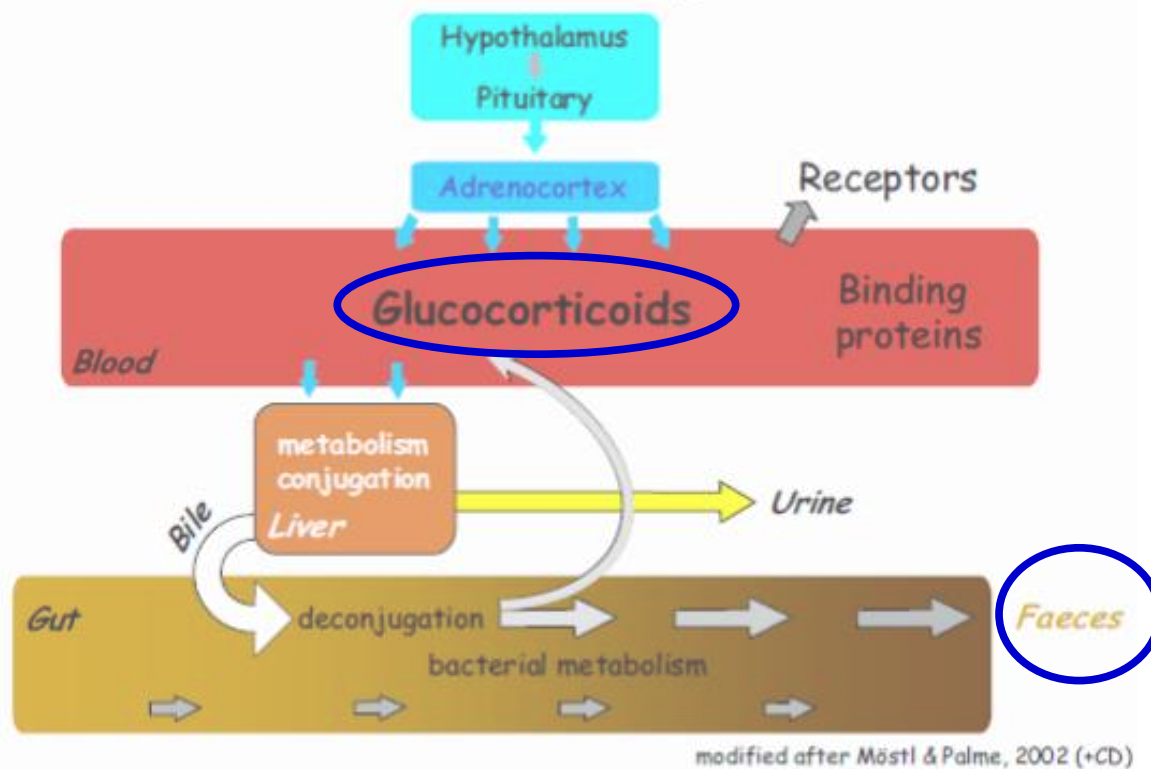 Hypothalamus
Pituitary
Adrenocortex
Receptors
Glucocorticoids
Binding
proteins
Blood
metabolism
conjugation
Liver
Bile
Urine
Gut
deconjugation
Faeces
bacterial metabolism
modified after Möstl & Palme, 2002 (+CD)